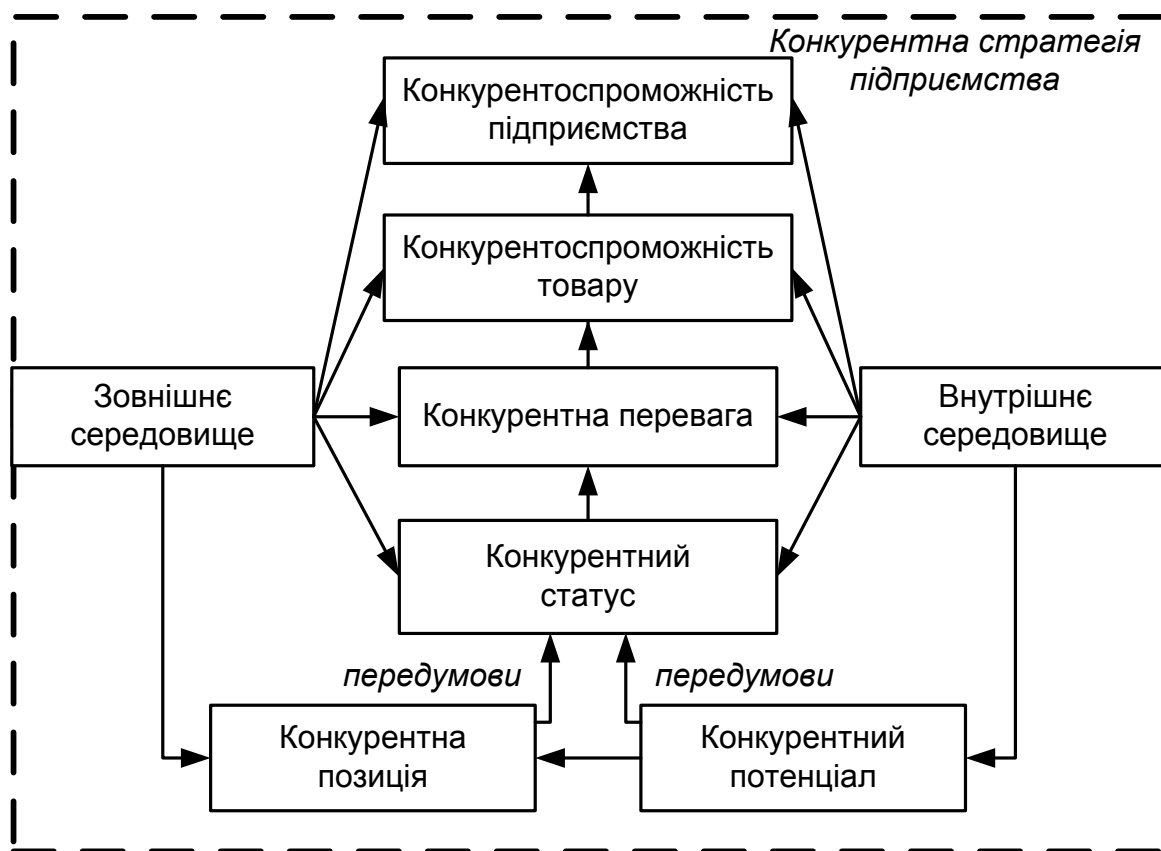 Конкурентна стратегія
підприємства
Конкурентоспроможність
підприємства
Конкурентоспроможність
товару
Зовнішнє
середовище
Конкурентна перевага
Внутрішнє
середовище
Конкурентний
статус
передумови
передумови
Конкурентна
позиція
Конкурентний
потенціал